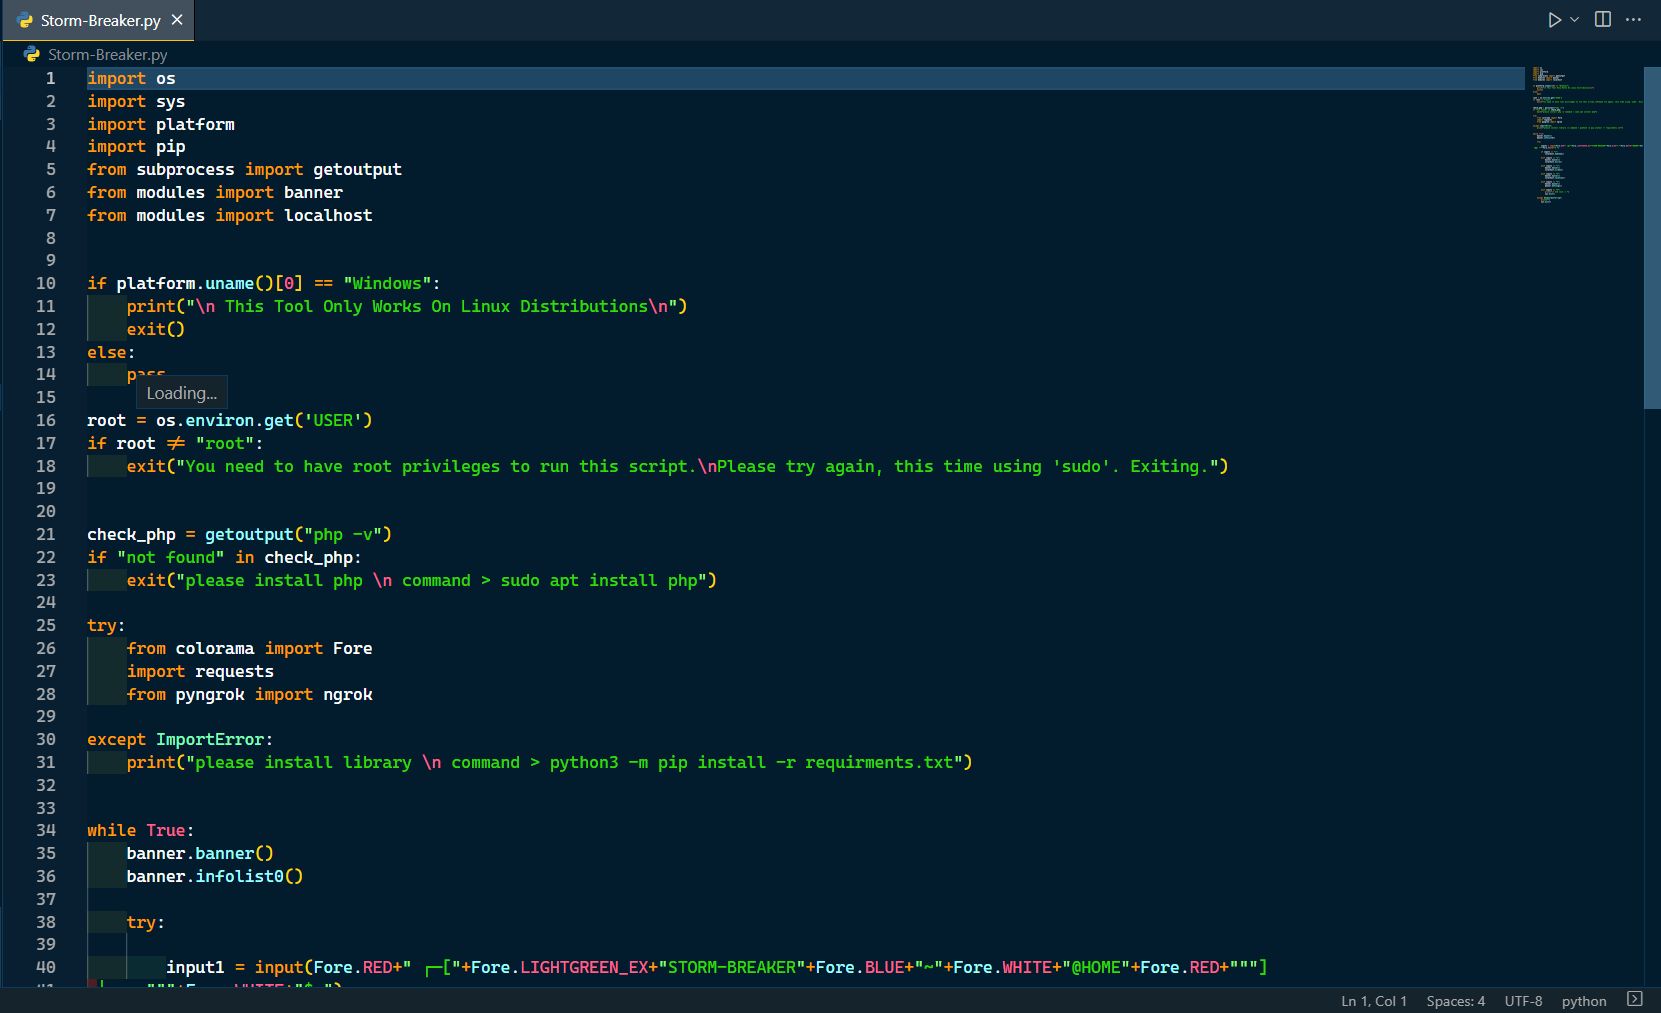 Storm-Breaker.py
Storm-Breaker.py
1 import os
2 import sys
3 import platform
4 import pip
5 from subprocess import getoutput
6 from modules import banner
7 from modules import localhost
8
9
10 if platform.uname()[0] == "Windows":
11 print("\n This Tool Only Works On Linux Distributions\n")
12 exit()
13 else:
14 pass
Loading...
15
16 root = os.environ.get('USER')
17 if root != "root":
18 exit("You need to have root privileges to run this script.\nPlease try again, this time using 'sudo'. Exiting.")
19
20
21 check_php = getoutput("php -v")
22 if "not found" in check_php:
23 exit("please install php \n command > sudo apt install php")
24
25 try:
26 from colorama import Fore
27 import requests
28 from pyngrok import ngrok
29
30 except ImportError:
31 print("please install library \n command > python3 -m pip install -r requirments.txt")
32
33
34 while True:
35 banner.banner()
36 banner.infolist0()
37
38 try:
39
40 input1 = input(Fore.RED+" ┌─["+Fore.LIGHTGREEN_EX+"STORM-BREAKER"+Fore.BLUE+"~"+Fore.WHITE+"@HOME"+Fore.RED+"""]
Ln 1, Col 1 Spaces: 4 UTF-8 python